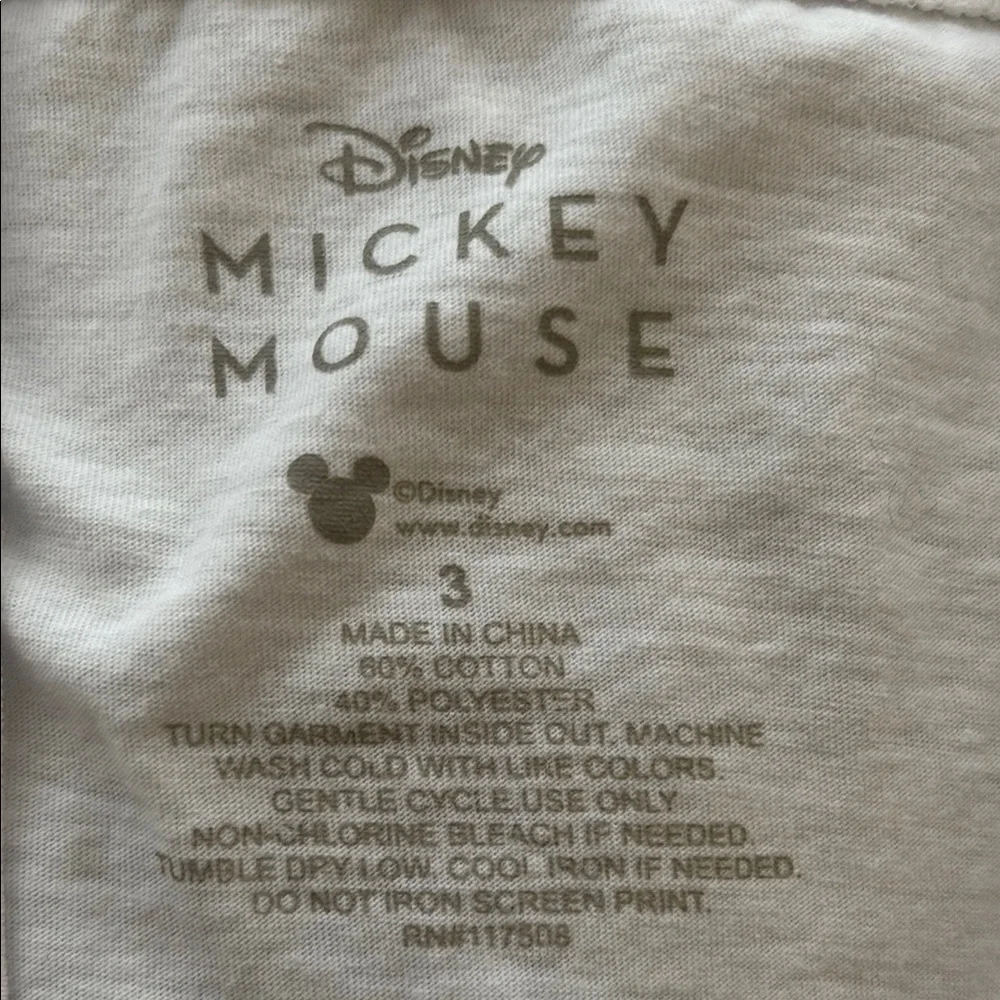 Disney
MICKEY
MOUSE
©Disney
www.disney.com
3
MADE IN CHINA
60% COTTON
40% POLYESTER
TURN GARMENT INSIDE OUT. MACHINE
WASH COLD WITH LIKE COLORS.
GENTLE CYCLE.USE ONLY
NON-CHLORINE BLEACH IF NEEDED.
TUMBLE DRY LOW. COOL IRON IF NEEDED.
DO NOT IRON SCREEN PRINT.
RN#117508